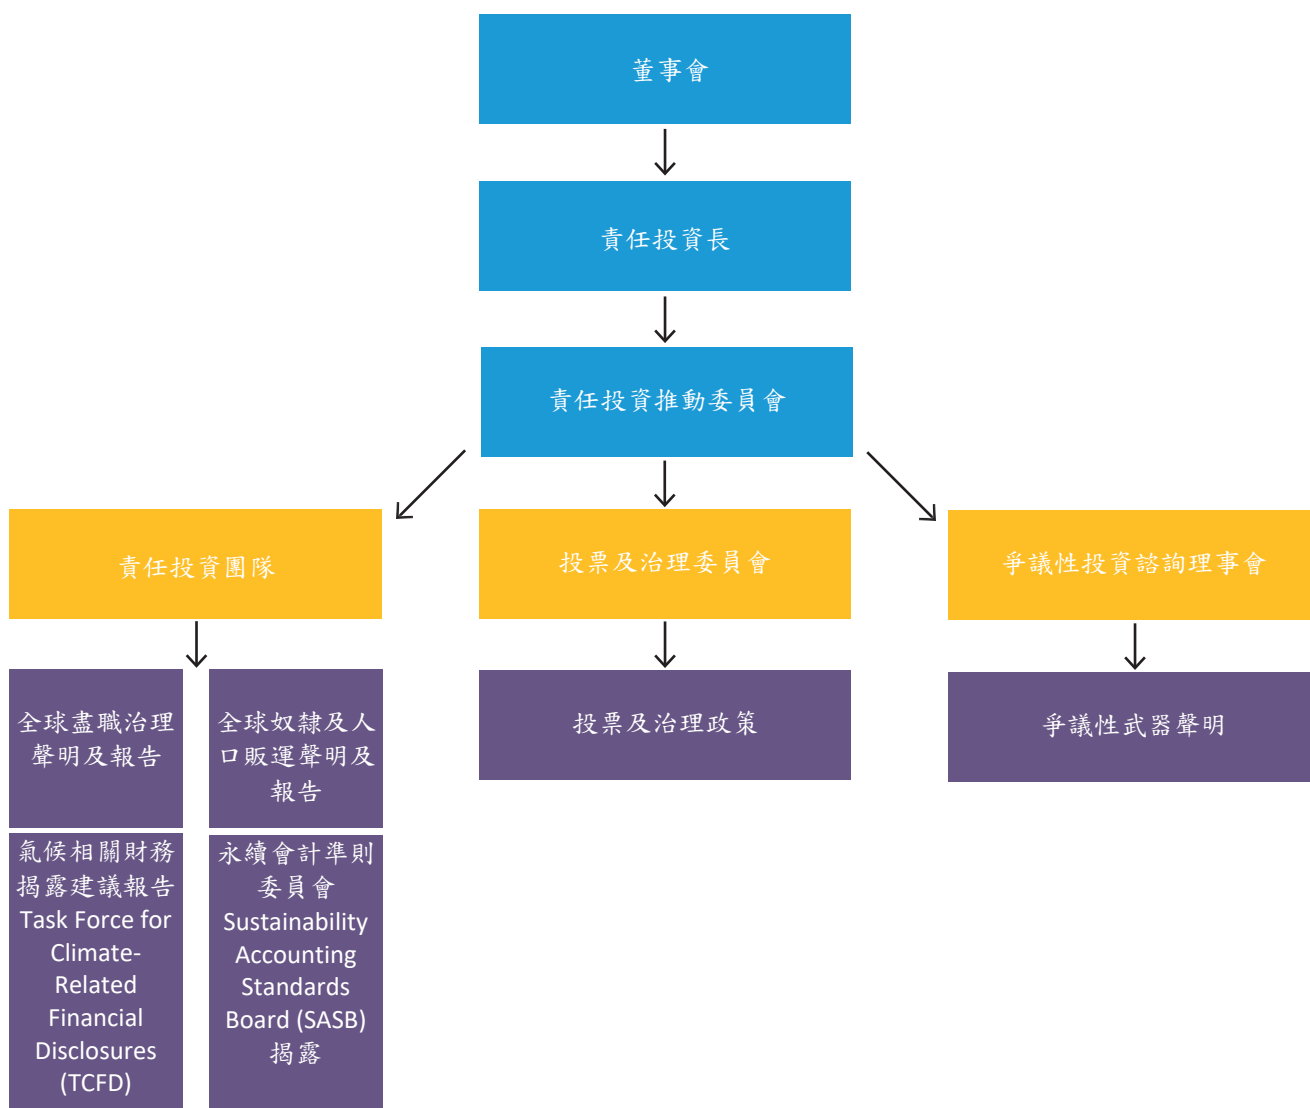 董事會
責任投資長
責任投資推動委員會
責任投資團隊
投票及治理委員會
爭議性投資諮詢理事會
全球盡職治理
聲明及報告
全球奴隸及人
口販運聲明及
報告
投票及治理政策
爭議性武器聲明
氣候相關財務
揭露建議報告
Task Force for
Climate-
Related
Financial
Disclosures
(TCFD)
永續會計準則
委員會
Sustainability
Accounting
Standards
Board (SASB)
揭露